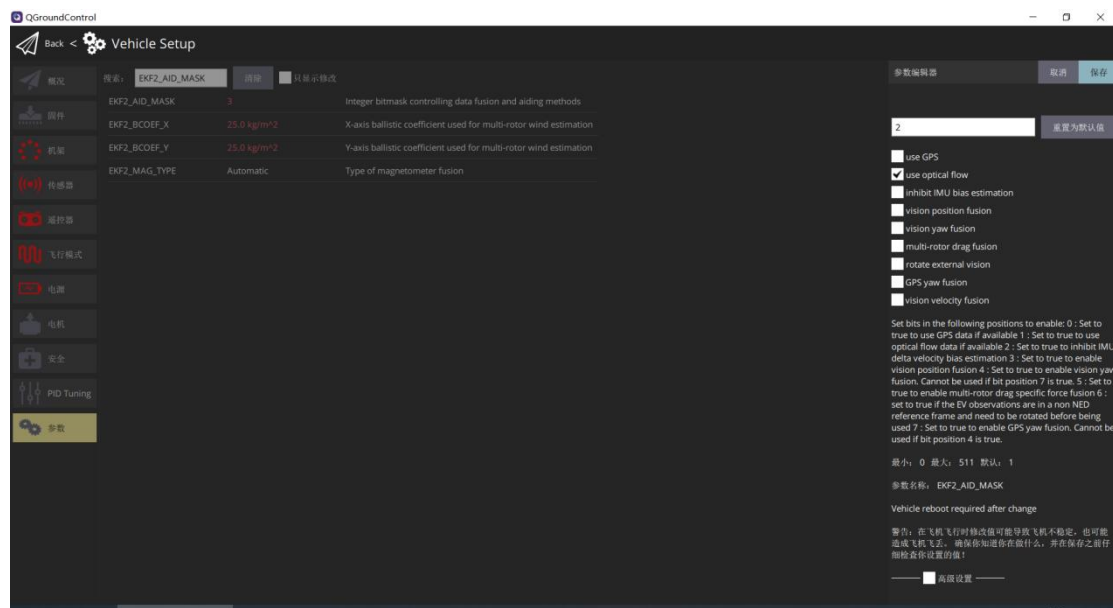 QGroundControl
Back < Vehicle Setup
概况
固件
机架
传感器
遥控器
飞行模式
电源
电机
安全
PID Tuning
参数
搜索: EKF2_AID_MASK 清除 只显示修改
EKF2_AID_MASK 3 Integer bitmask controlling data fusion and aiding methods
EKF2_BCOEF_X 25.0 kg/m^2 X-axis ballistic coefficient used for multi-rotor wind estimation
EKF2_BCOEF_Y 25.0 kg/m^2 Y-axis ballistic coefficient used for multi-rotor wind estimation
EKF2_MAG_TYPE Automatic Type of magnetometer fusion
参数编辑器 取消 保存
2 重置为默认值
use GPS
use optical flow
inhibit IMU bias estimation
vision position fusion
vision yaw fusion
multi-rotor drag fusion
rotate external vision
GPS yaw fusion
vision velocity fusion
Set bits in the following positions to enable: 0 : Set to
true to use GPS data if available 1 : Set to true to use
optical flow data if available 2 : Set to true to inhibit IMU
delta velocity bias estimation 3 : Set to true to enable
vision position fusion 4 : Set to true to enable vision yaw
fusion. Cannot be used if bit position 7 is true. 5 : Set to
true to enable multi-rotor drag specific force fusion 6 :
set to true if the EV observations are in a non NED
reference frame and need to be rotated before being
used 7 : Set to true to enable GPS yaw fusion. Cannot be
used if bit position 4 is true.
最小: 0 最大: 511 默认: 1
参数名称: EKF2_AID_MASK
Vehicle reboot required after change
警告: 在飞机飞行时修改值可能导致飞机不稳定, 也可能
造成飞机飞丢。 确保你知道你在做什么, 并在保存之前仔
细检查你设置的值!
高级设置